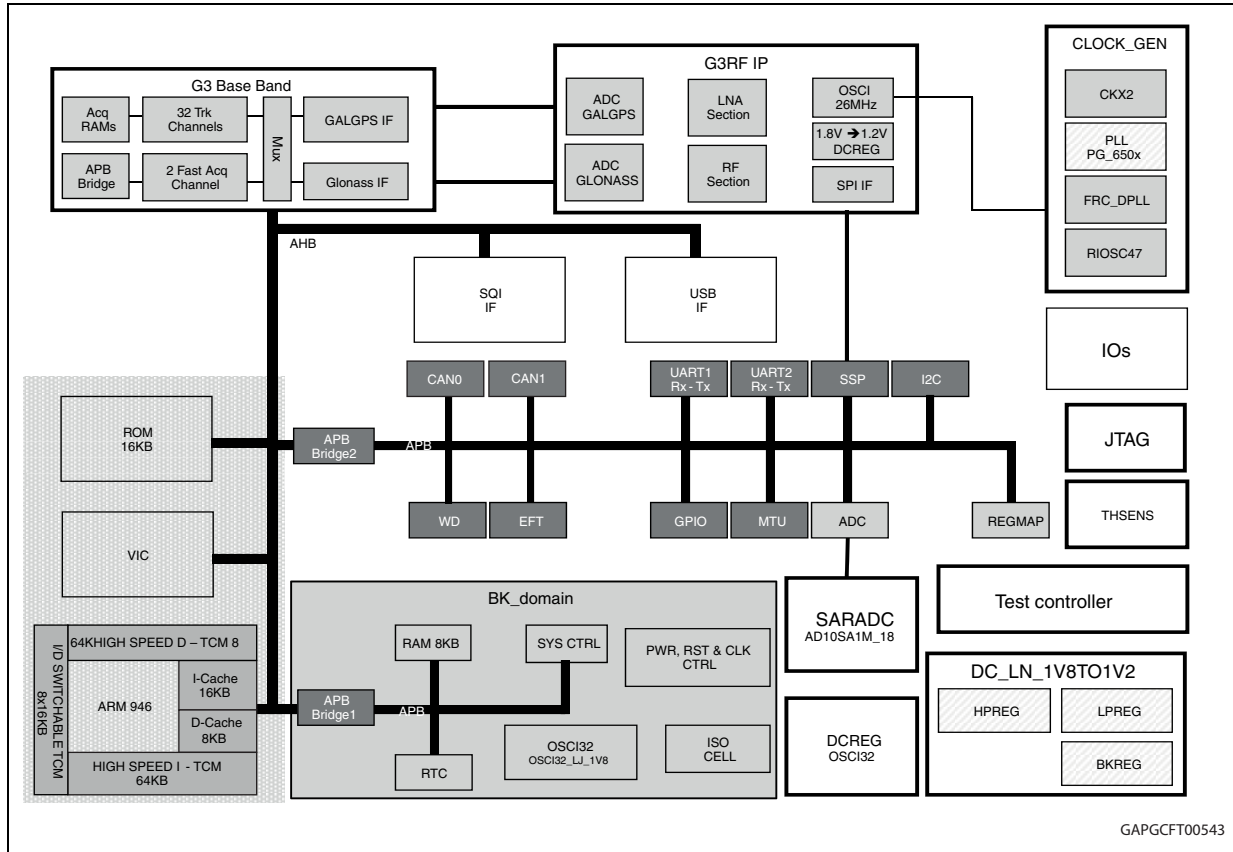 CLOCK_GEN
CKX2
PLL
PG_650x
FRC_DPLL
RIOSC47
G3 Base Band
Acq
RAMs
32 Trk
Channels
Mux
GALGPS IF
APB
Bridge
2 Fast Acq
Channel
Glonass IF
G3RF IP
ADC
GALGPS
LNA
Section
OSCI
26MHz
1.8V ➔1.2V
DCREG
ADC
GLONASS
RF
Section
SPI IF
AHB
SQI
IF
USB
IF
IOs
CAN0
CAN1
UART1
Rx - Tx
UART2
Rx - Tx
SSP
I2C
ROM
16KB
APB
Bridge2
APB
JTAG
WD
EFT
GPIO
MTU
ADC
REGMAP
THSENS
VIC
BK_domain
RAM 8KB
SYS CTRL
PWR, RST & CLK
CTRL
APB
Bridge1
APB
RTC
OSCI32
OSCI32_LJ_1V8
ISO
CELL
SARADC
AD10SA1M_18
Test controller
I/D SWITCHABLE TCM
8x16KB
64KHIGH SPEED D – TCM 8
ARM 946
I-Cache
16KB
D-Cache
8KB
HIGH SPEED I - TCM
64KB
DCREG
OSCI32
DC_LN_1V8TO1V2
HPREG
LPREG
BKREG
GAPGCFT00543